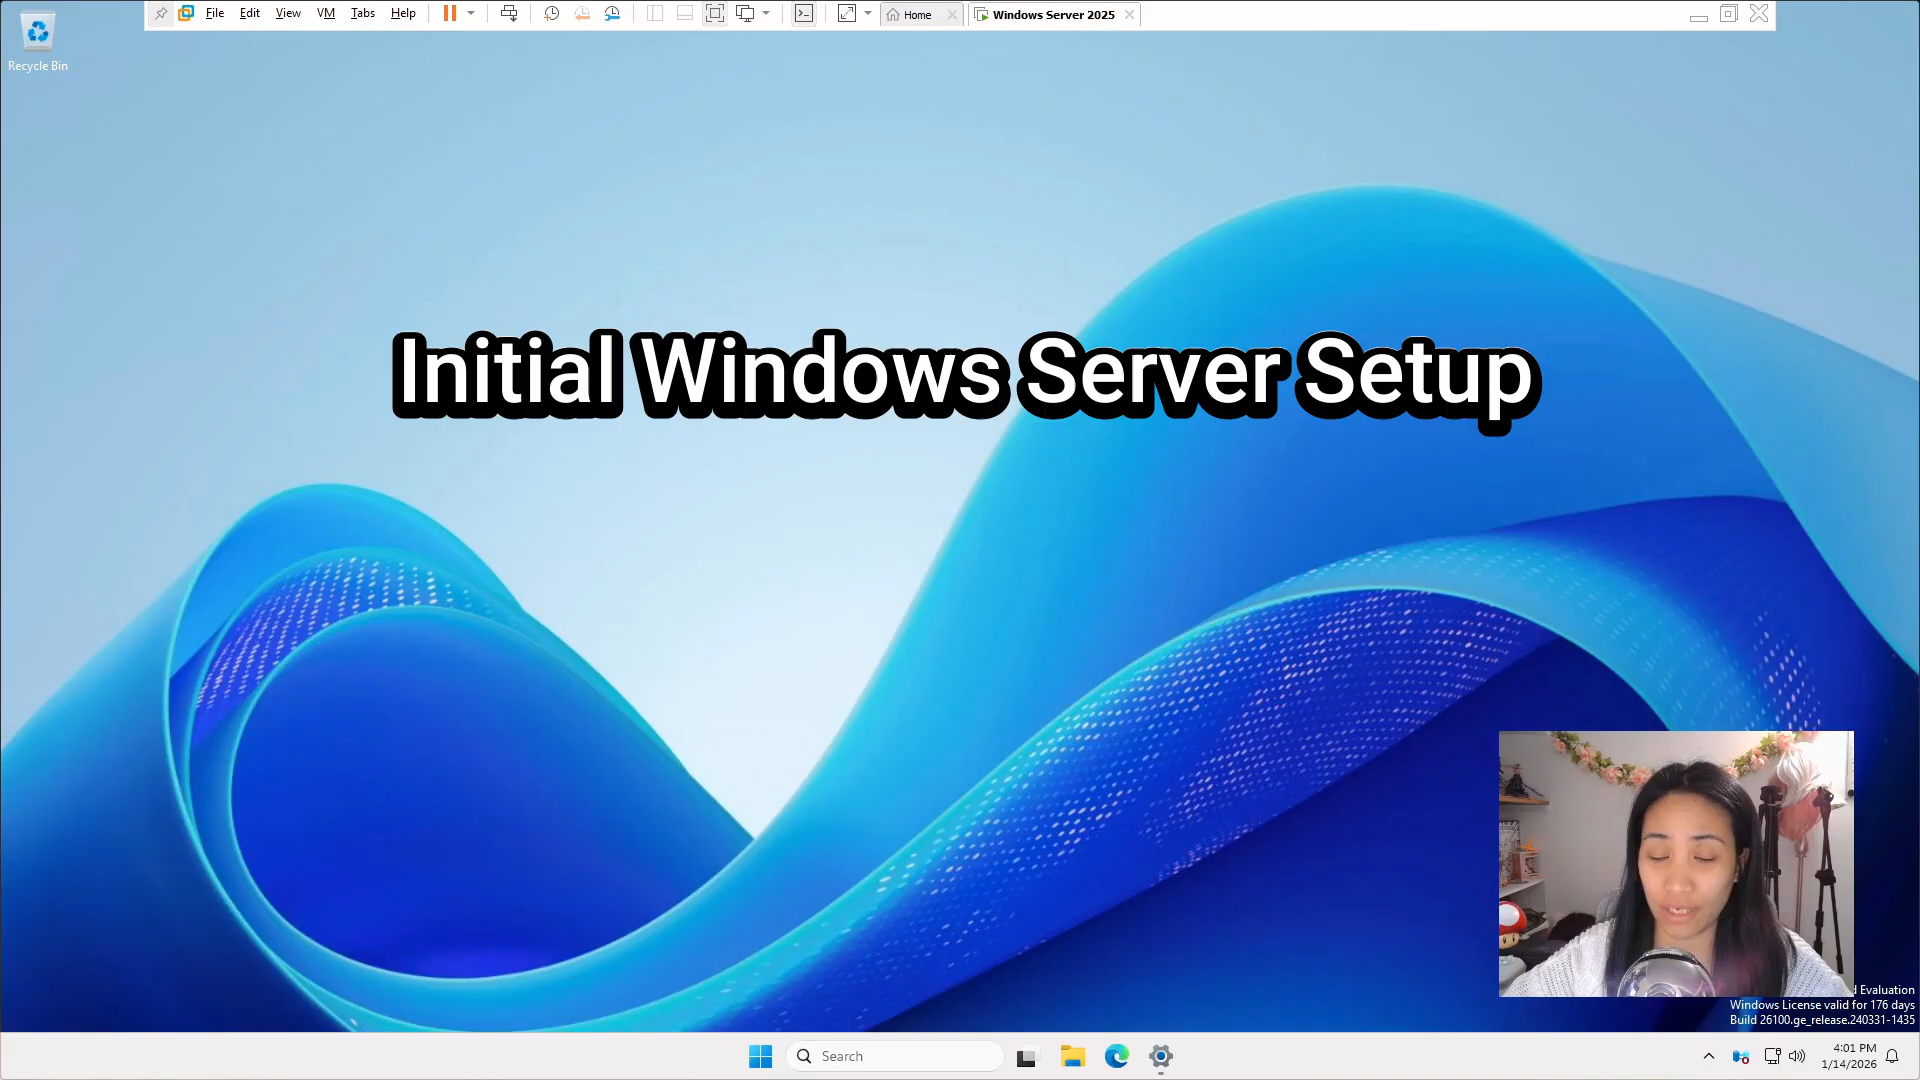 File Edit View VM Tabs Help Home Windows Server 2025
Recycle Bin
Initial Windows Server Setup
d Evaluation
Windows License valid for 176 days
Build 26100.ge_release.240331-1435
Search
4:01 PM
1/14/2026